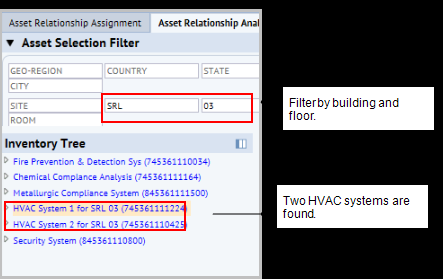 Asset Relationship Assignment Asset Relationship Anal
Asset Selection Filter
GEO-REGION COUNTRY STATE
CITY
SITE SRL 03
ROOM
Filter by building and
floor.
Inventory Tree
Fire Prevention & Detection Sys (745361110034)
Chemical Compliance Analysis (745361111164)
Metallurgic Compliance System (845361111500)
HVAC System 1 for SRL 03 (745361111224)
HVAC System 2 for SRL 03 (745361110425)
Security System (845361110800)
Two HVAC systems are
found.